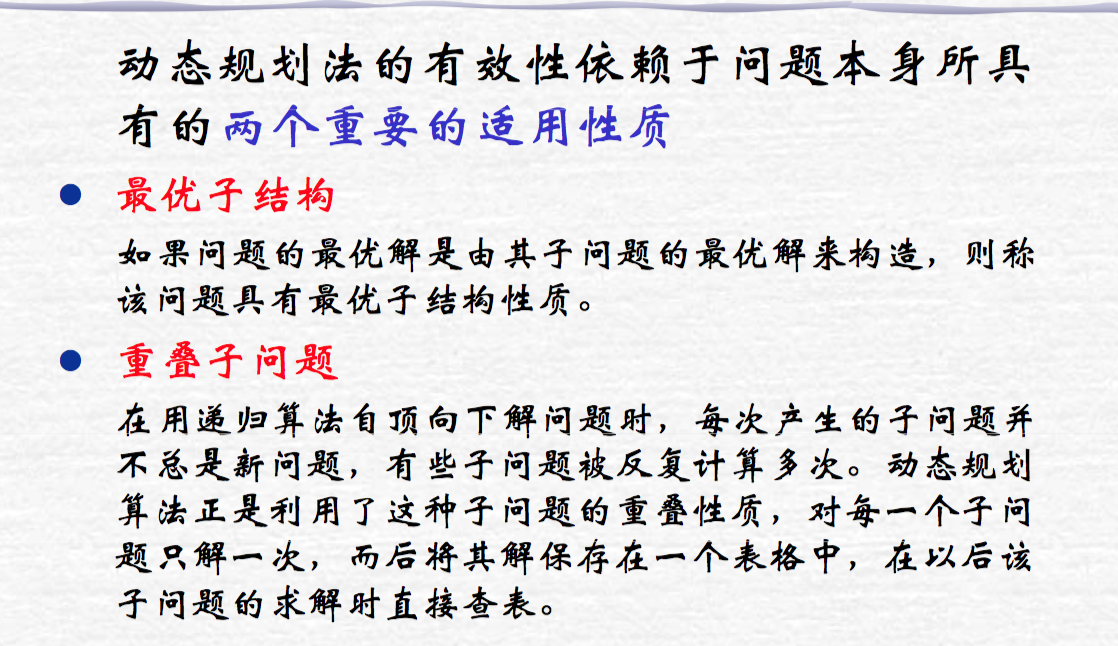 动态规划法的有效性依赖于问题本身所具
有的两个重要的适用性质
最优子结构
如果问题的最优解是由其子问题的最优解来构造，则称
该问题具有最优子结构性质。
重叠子问题
在用递归算法自顶向下解问题时，每次产生的子问题并
不总是新问题，有些子问题被反复计算多次。动态规划
算法正是利用了这种子问题的重叠性质，对每一个子问
题只解一次，而后将其解保存在一个表格中，在以后该
子问题的求解时直接查表。